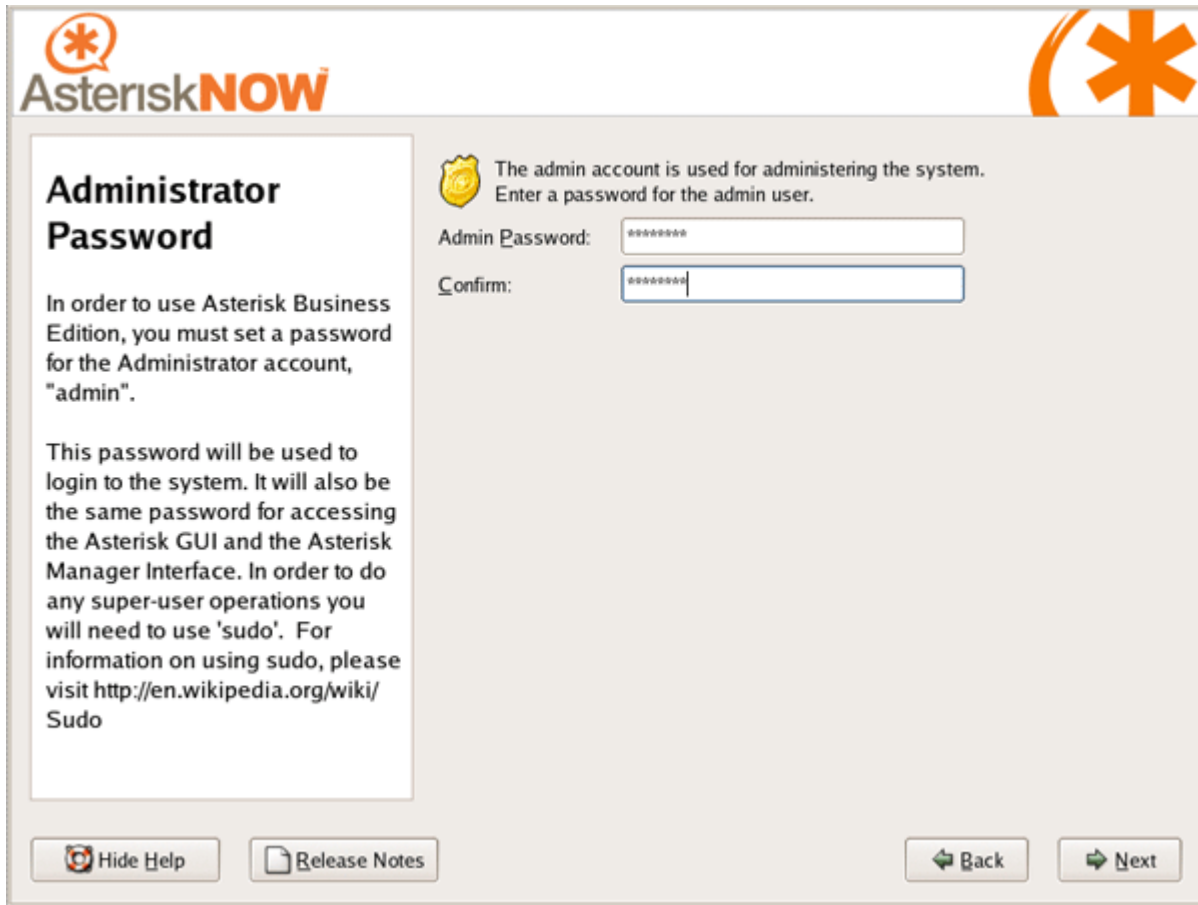 AsteriskNOW™
Administrator
Password
In order to use Asterisk Business
Edition, you must set a password
for the Administrator account,
"admin".
This password will be used to
login to the system. It will also be
the same password for accessing
the Asterisk GUI and the Asterisk
Manager Interface. In order to do
any super-user operations you
will need to use 'sudo'.  For
information on using sudo, please
visit http://en.wikipedia.org/wiki/
Sudo
The admin account is used for administering the system.
Enter a password for the admin user.
Admin Password: ********
Confirm: ********
Hide Help
Release Notes
Back
Next